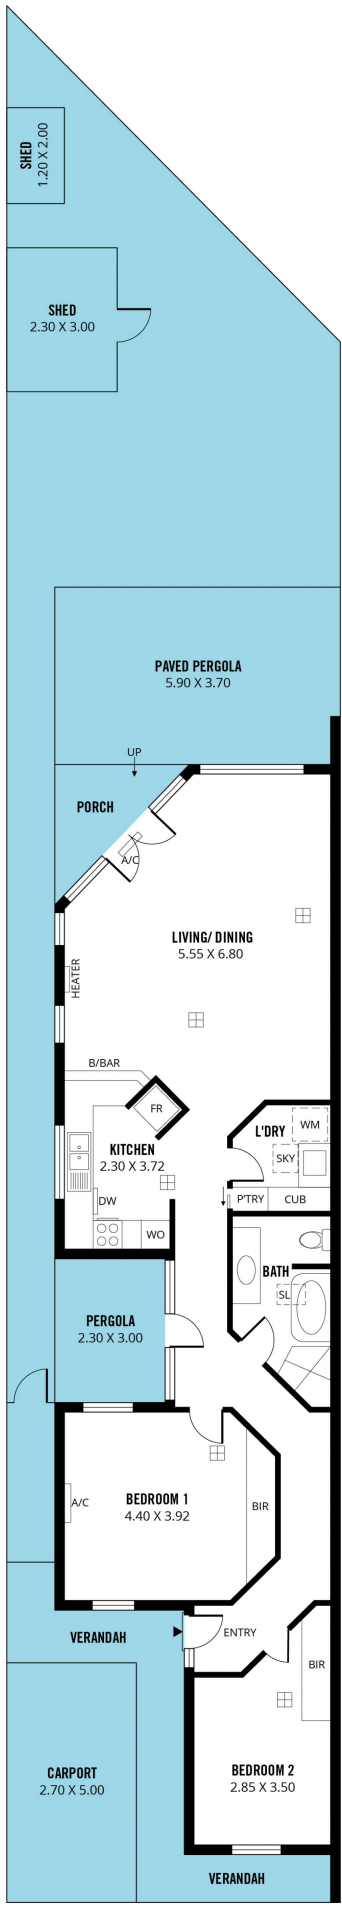 SHED
1.20 X 2.00
SHED
2.30 X 3.00
PAVED PERGOLA
5.90 X 3.70
UP
PORCH
A/C
LIVING/ DINING
5.55 X 6.80
HEATER
B/BAR
FR
L'DRY
WM
KITCHEN
2.30 X 3.72
SKY
DW
PTRY
CUB
WO
BATH
SL
PERGOLA
2.30 X 3.00
BEDROOM 1
4.40 X 3.92
A/C
BIR
VERANDAH
ENTRY
BIR
CARPORT
2.70 X 5.00
BEDROOM 2
2.85 X 3.50
VERANDAH